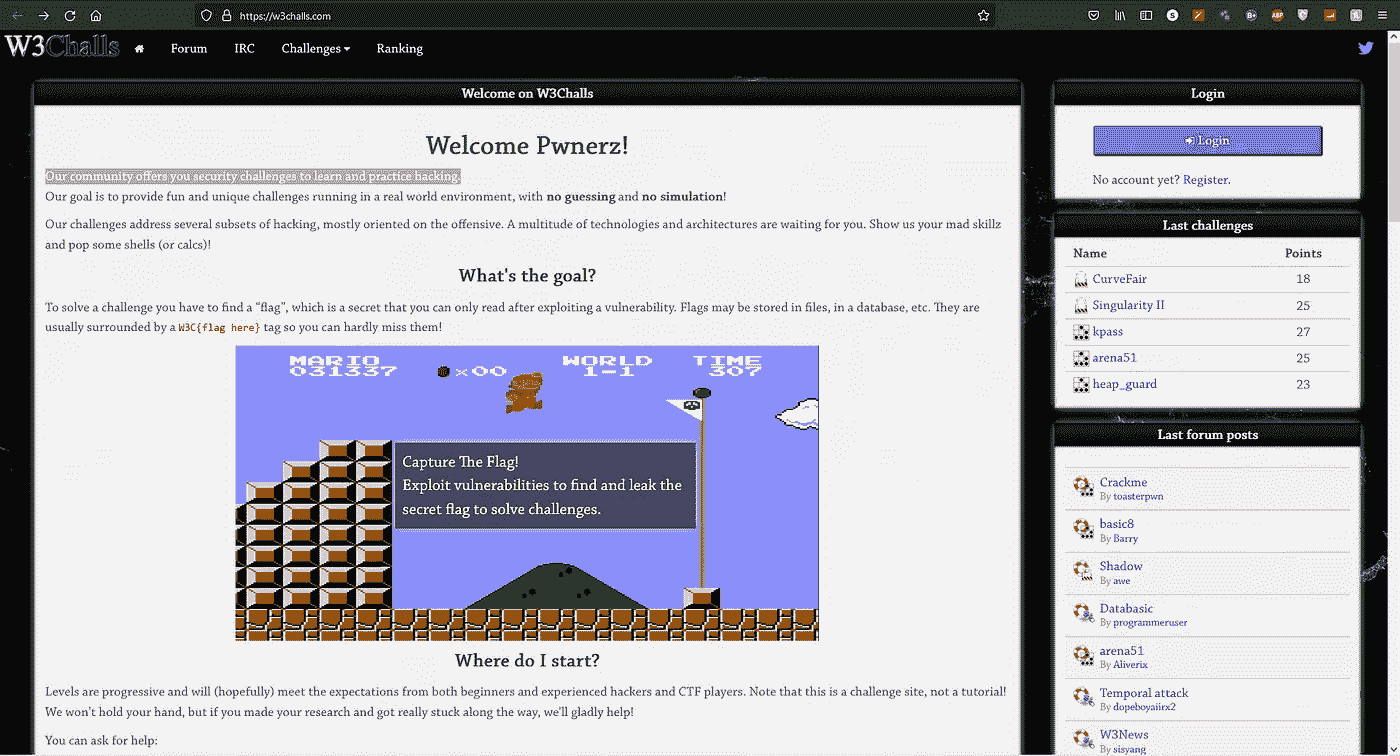 https://w3challs.com
W3Challs
Forum
IRC
Challenges
Ranking
Welcome on W3Challs
Welcome Pwnerz!
Our community offers you security challenges to learn and practice hacking.
Our goal is to provide fun and unique challenges running in a real world environment, with no guessing and no simulation!
Our challenges address several subsets of hacking, mostly oriented on the offensive. A multitude of technologies and architectures are waiting for you. Show us your mad skillz
and pop some shells (or calcs)!
What's the goal?
To solve a challenge you have to find a “flag”, which is a secret that you can only read after exploiting a vulnerability. Flags may be stored in files, in a database, etc. They are
usually surrounded by a W3C{flag here} tag so you can hardly miss them!
MARIO WORLD TIME
031337 ×00 1-1 307
Capture The Flag!
Exploit vulnerabilities to find and leak the
secret flag to solve challenges.
Where do I start?
Levels are progressive and will (hopefully) meet the expectations from both beginners and experienced hackers and CTF players. Note that this is a challenge site, not a tutorial!
We won't hold your hand, but if you made your research and got really stuck along the way, we'll gladly help!
You can ask for help:
Login
Login
No account yet? Register.
Last challenges
Name Points
CurveFair 18
Singularity II 25
kpass 27
arena51 25
heap_guard 23
Last forum posts
Crackme
By toasterpwn
basic8
By Barry
Shadow
By awe
Databasic
By programmeruser
arena51
By Aliverix
Temporal attack
By dopeboyaiirx2
W3News
By sisyang